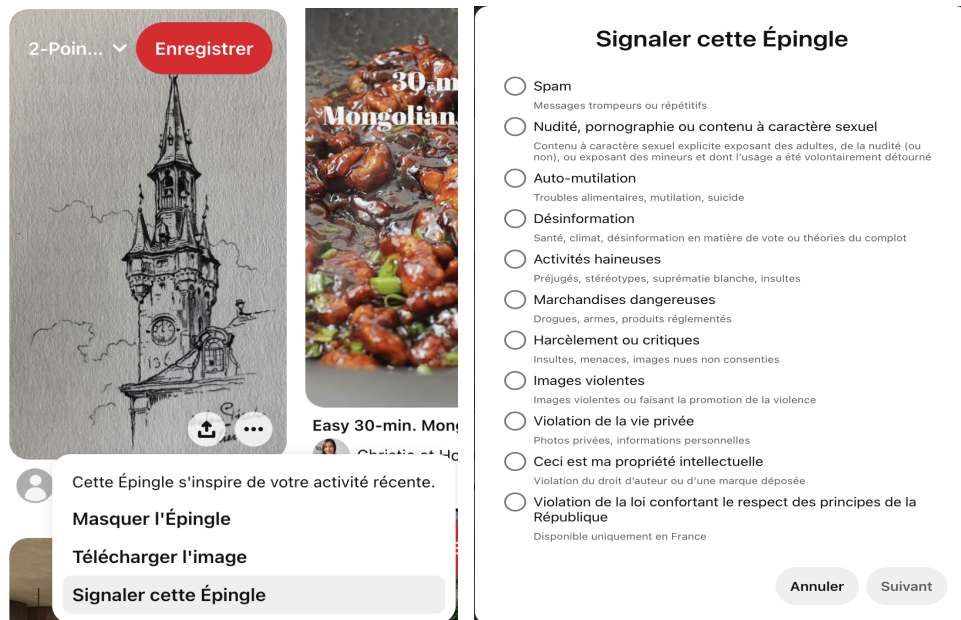 2-Poin...
Enregistrer
30-m
Mongolian
136
Easy 30-min. Mong
Cette Épingle s'inspire de votre activité récente.
Masquer l'Épingle
Télécharger l'image
Signaler cette Épingle
Signaler cette Épingle
Spam
Messages trompeurs ou répétitifs
Nudité, pornographie ou contenu à caractère sexuel
Contenu à caractère sexuel explicite exposant des adultes, de la nudité (ou
non), ou exposant des mineurs et dont l'usage a été volontairement détourné
Auto-mutilation
Troubles alimentaires, mutilation, suicide
Désinformation
Santé, climat, désinformation en matière de vote ou théories du complot
Activités haineuses
Préjugés, stéréotypes, suprématie blanche, insultes
Marchandises dangereuses
Drogues, armes, produits réglementés
Harcèlement ou critiques
Insultes, menaces, images nues non consenties
Images violentes
Images violentes ou faisant la promotion de la violence
Violation de la vie privée
Photos privées, informations personnelles
Ceci est ma propriété intellectuelle
Violation du droit d'auteur ou d'une marque déposée
Violation de la loi confortant le respect des principes de la
République
Disponible uniquement en France
Annuler
Suivant